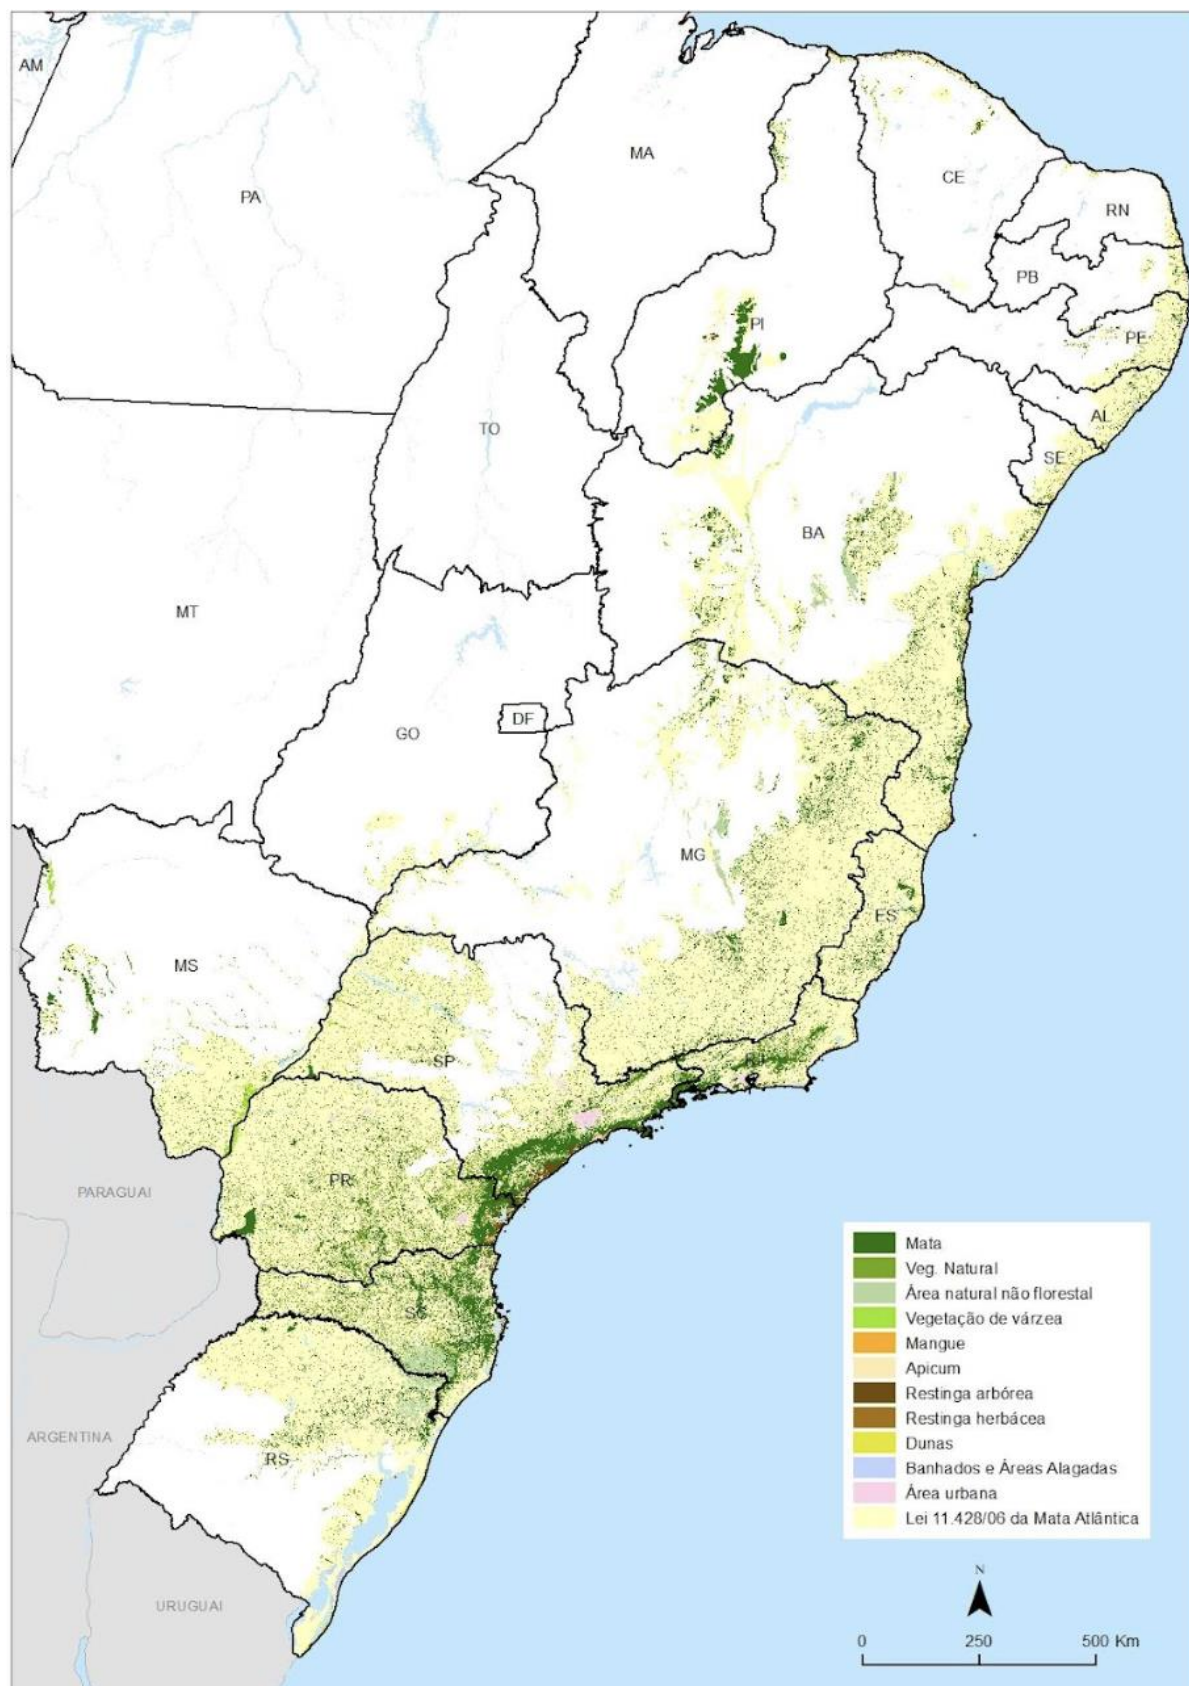 AM
PA
MA
CE
RN
PB
PI
PE
AL
SE
TO
BA
MT
GO
DF
MG
ES
MS
SP
RJ
PR
PARAGUAI
SC
ARGENTINA
RS
URUGUAI
Mata
Veg. Natural
Área natural não florestal
Vegetação de várzea
Mangue
Apicum
Restinga arbórea
Restinga herbácea
Dunas
Banhados e Áreas Alagadas
Área urbana
Lei 11.428/06 da Mata Atlântica
N
0 250 500 Km